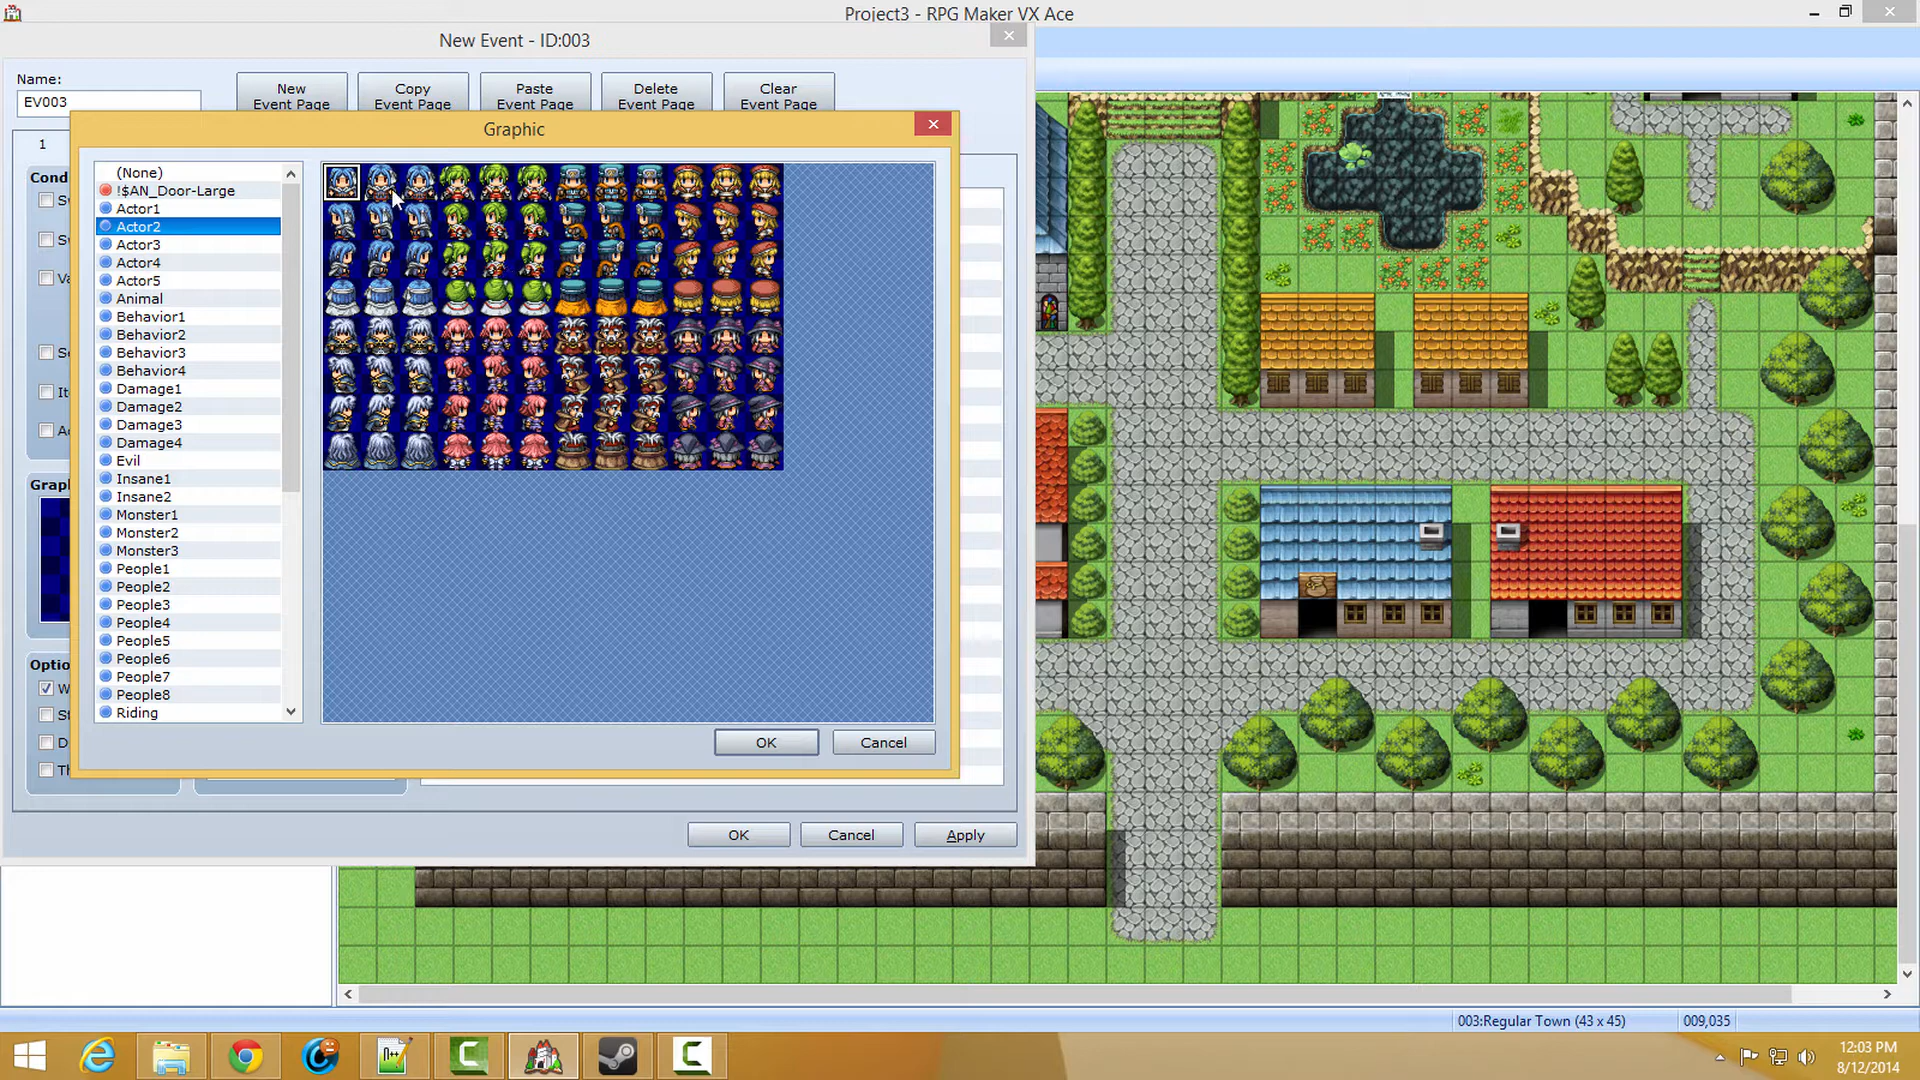 Project3 - RPG Maker VX Ace
New Event - ID:003
Name:
EV003
New
Event Page
Copy
Event Page
Paste
Event Page
Delete
Event Page
Clear
Event Page
Graphic
1
(None)
!$AN_Door-Large
Actor1
Actor2
Actor3
Actor4
Actor5
Animal
Behavior1
Behavior2
Behavior3
Behavior4
Damage1
Damage2
Damage3
Damage4
Evil
Insane1
Insane2
Monster1
Monster2
Monster3
People1
People2
People3
People4
People5
People6
People7
People8
Riding
OK
Cancel
OK
Cancel
Apply
003:Regular Town (43 x 45)
009,035
12:03 PM
8/12/2014